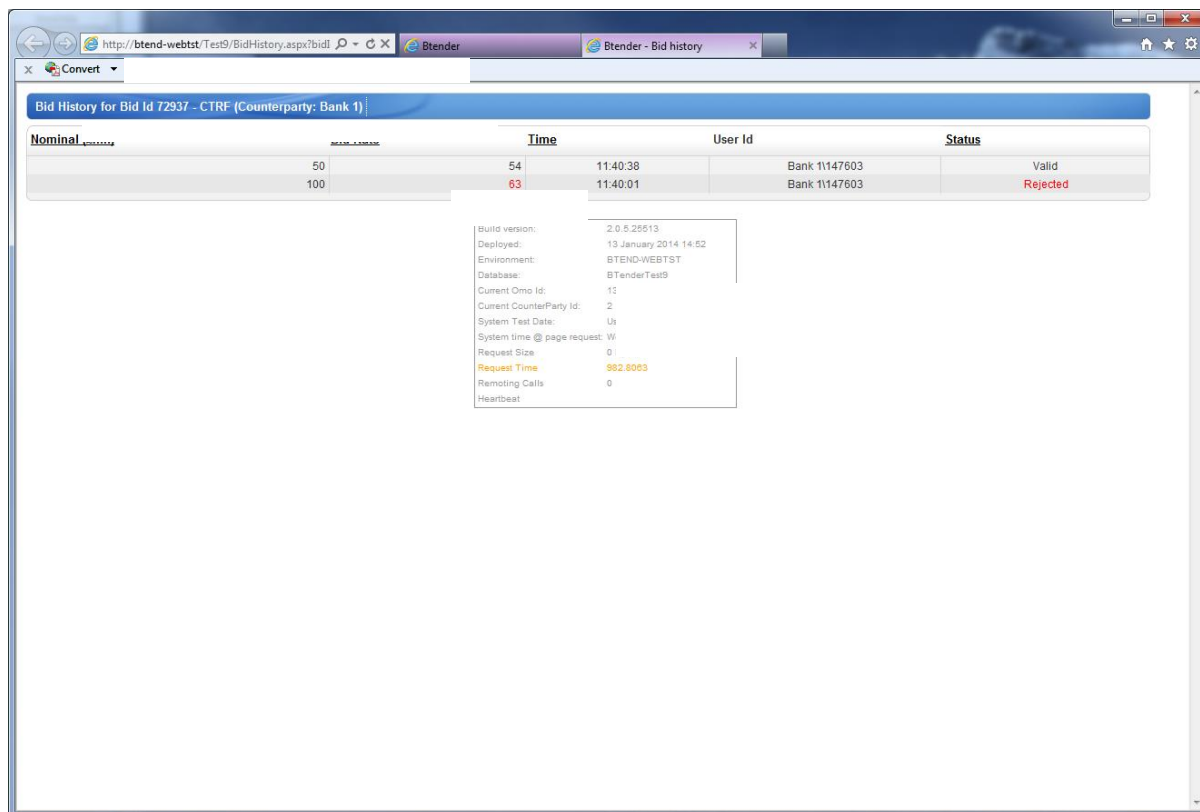 http://btend-webtst/Test9/BidHistory.aspx?bidI
Btender
Btender - Bid history
x Convert
Bid History for Bid Id 72937 - CTRF (Counterparty: Bank 1)
Nominal Time User Id Status
50 54 11:40:38 Bank 1\147603 Valid
100 63 11:40:01 Bank 1\147603 Rejected
Build version: 2.0.5.25513
Deployed: 13 January 2014 14:52
Environment: BTEND-WEBTST
Database: BTenderTest9
Current Omo Id: 13
Current CounterParty Id: 2
System Test Date:
System time @ page request:
Request Size 0
Request Time 982.8063
Remoting Calls 0
Heartbeat